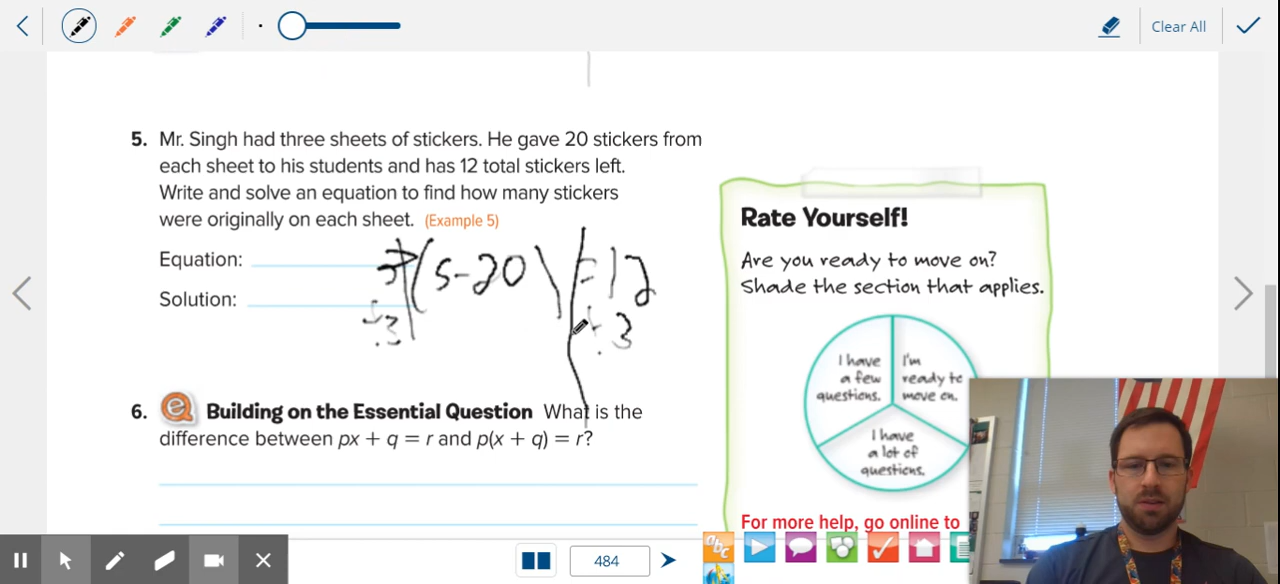 Clear All
5. Mr. Singh had three sheets of stickers. He gave 20 stickers from
each sheet to his students and has 12 total stickers left.
Write and solve an equation to find how many stickers
were originally on each sheet. (Example 5)
Equation: 3(s-20)=12
Solution:
÷3 ÷3
6. e Building on the Essential Question What is the
difference between px + q = r and p(x + q) = r?
Rate Yourself!
Are you ready to move on?
Shade the section that applies.
I have
a few
questions.
I'm
ready to
move on.
I have
a lot of
questions.
For more help, go online to
abc
484